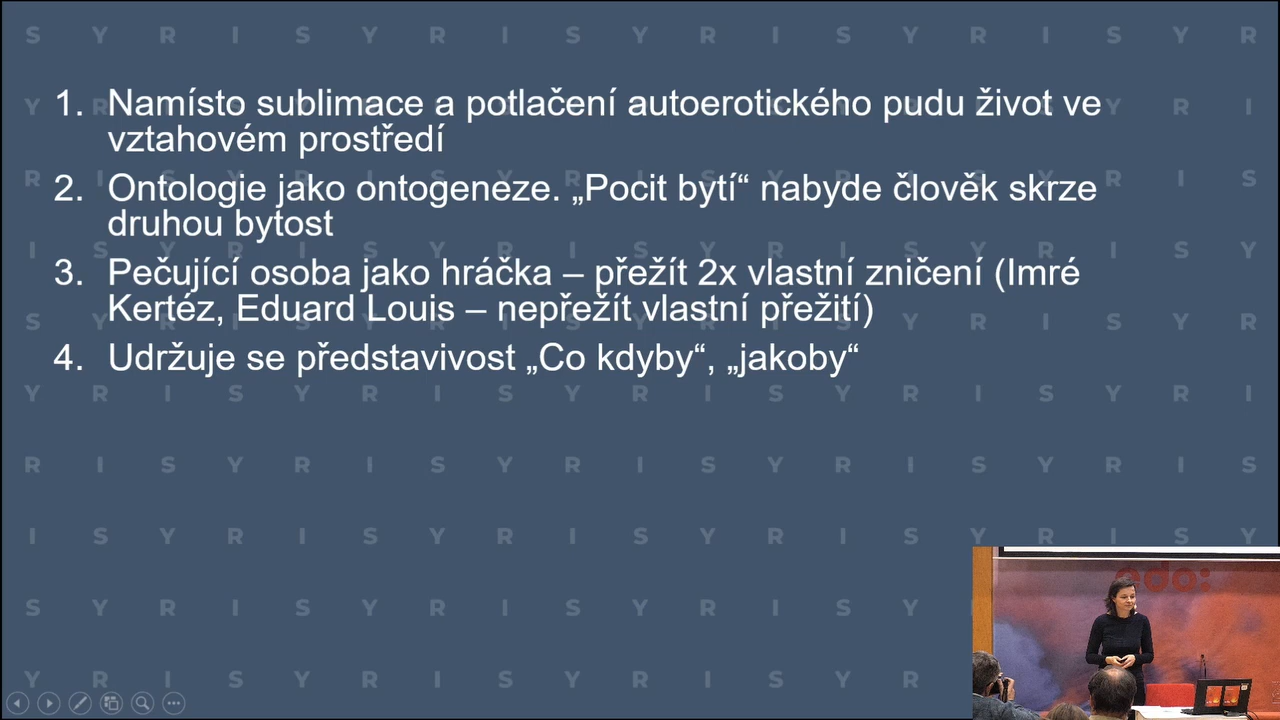 1. Namísto sublimace a potlačení autoerotického pudu život ve
vztahovém prostředí
2. Ontologie jako ontogeneze. „Pocit bytí“ nabyde člověk skrze
druhou bytost
3. Pečující osoba jako hráčka – přežít 2x vlastní zničení (Imré
Kertéz, Eduard Louis – nepřežít vlastní přežití)
4. Udržuje se představivost „Co kdyby“, „jakoby“
S Y R I S Y R I S Y R I S Y R I S Y R
I S Y R I S Y R I S Y R I S Y R I S Y
Y R I S Y R I S Y R I S Y R I S Y R I
R I S Y R I S Y R I S Y R I S Y R I S
I S Y R I S Y R I S Y R I S Y R I S Y
S Y R I S Y R I S Y R I S Y
Y R I S Y R I S Y R I S Y R